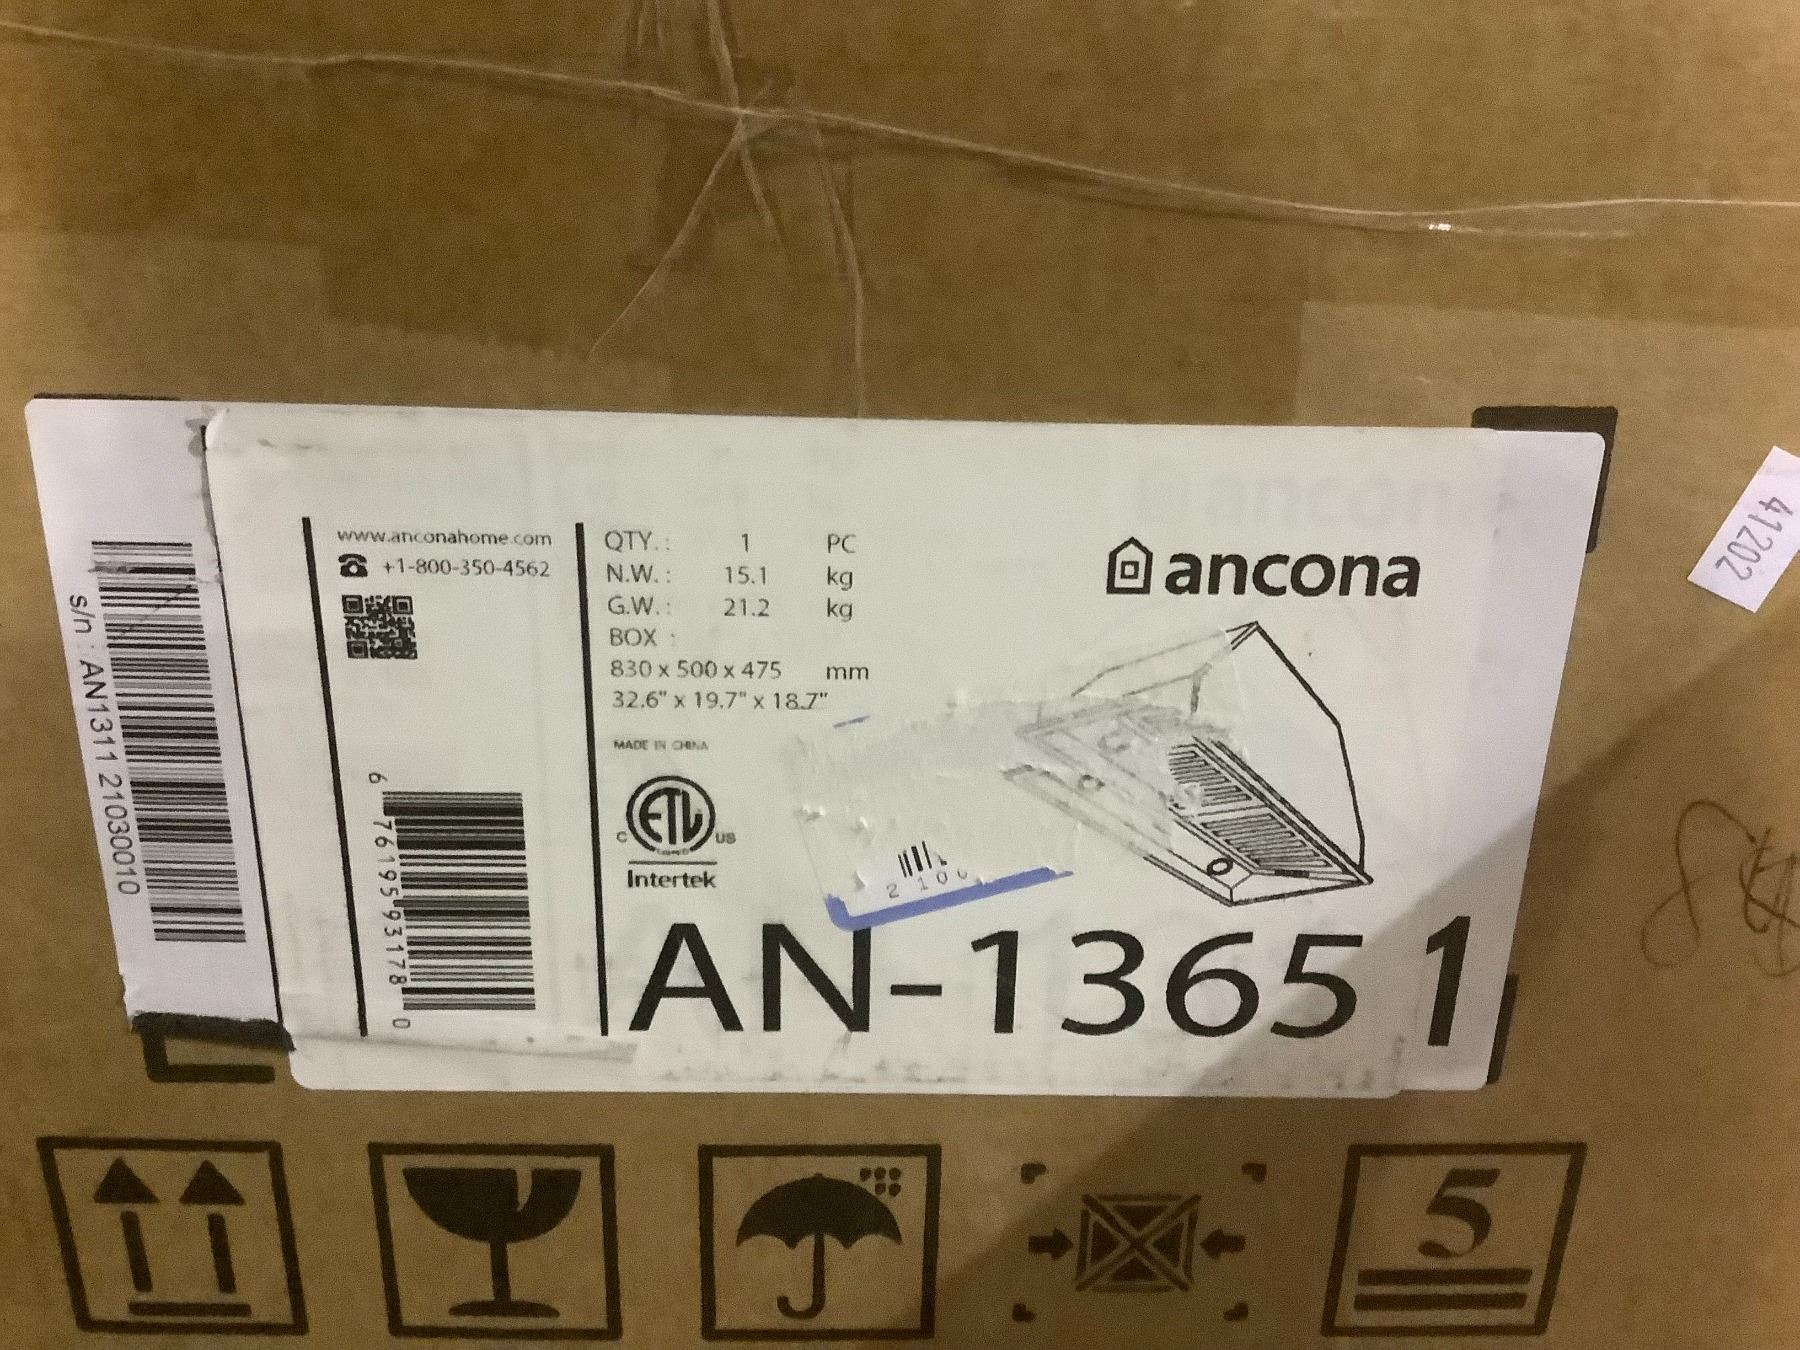 s/n : AN1311 21030010
www.anconahome.com
+1-800-350-4562
6 76195 93178 0
QTY. : 1 PC
N.W. : 15.1 kg
G.W. : 21.2 kg
BOX :
830 x 500 x 475 mm
32.6" x 19.7" x 18.7"
MADE IN CHINA
C ETL US
Intertek
ancona
AN-1365 1
41202
5